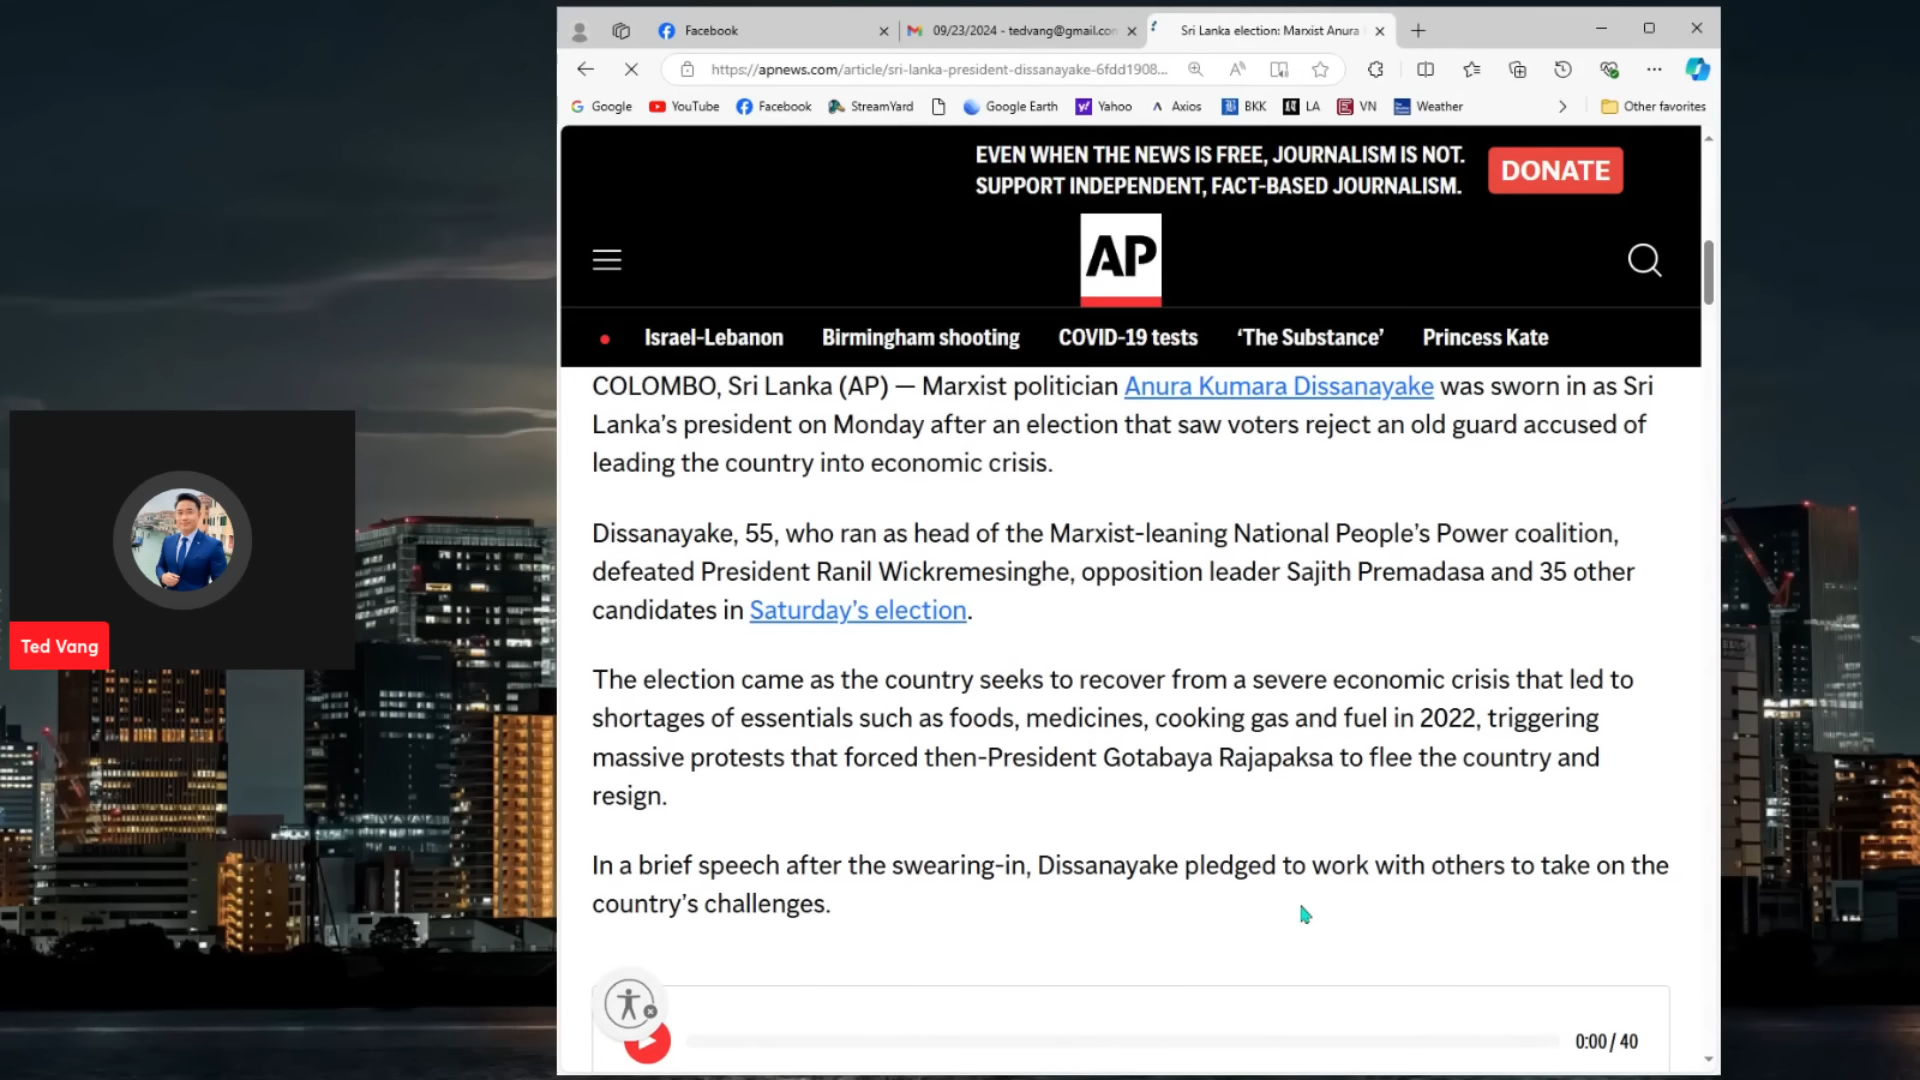 Facebook
09/23/2024 - tedvang@gmail.con
Sri Lanka election: Marxist Anura
https://apnews.com/article/sri-lanka-president-dissanayake-6fdd1908...
Google
YouTube
Facebook
StreamYard
Google Earth
Yahoo
Axios
BKK
LA
VN
Weather
Other favorites
EVEN WHEN THE NEWS IS FREE, JOURNALISM IS NOT.
SUPPORT INDEPENDENT, FACT-BASED JOURNALISM.
DONATE
AP
Israel-Lebanon
Birmingham shooting
COVID-19 tests
‘The Substance’
Princess Kate
COLOMBO, Sri Lanka (AP) — Marxist politician Anura Kumara Dissanayake was sworn in as Sri
Lanka’s president on Monday after an election that saw voters reject an old guard accused of
leading the country into economic crisis.
Dissanayake, 55, who ran as head of the Marxist-leaning National People’s Power coalition,
defeated President Ranil Wickremesinghe, opposition leader Sajith Premadasa and 35 other
candidates in Saturday’s election.
The election came as the country seeks to recover from a severe economic crisis that led to
shortages of essentials such as foods, medicines, cooking gas and fuel in 2022, triggering
massive protests that forced then-President Gotabaya Rajapaksa to flee the country and
resign.
In a brief speech after the swearing-in, Dissanayake pledged to work with others to take on the
country’s challenges.
0:00 / 40
Ted Vang